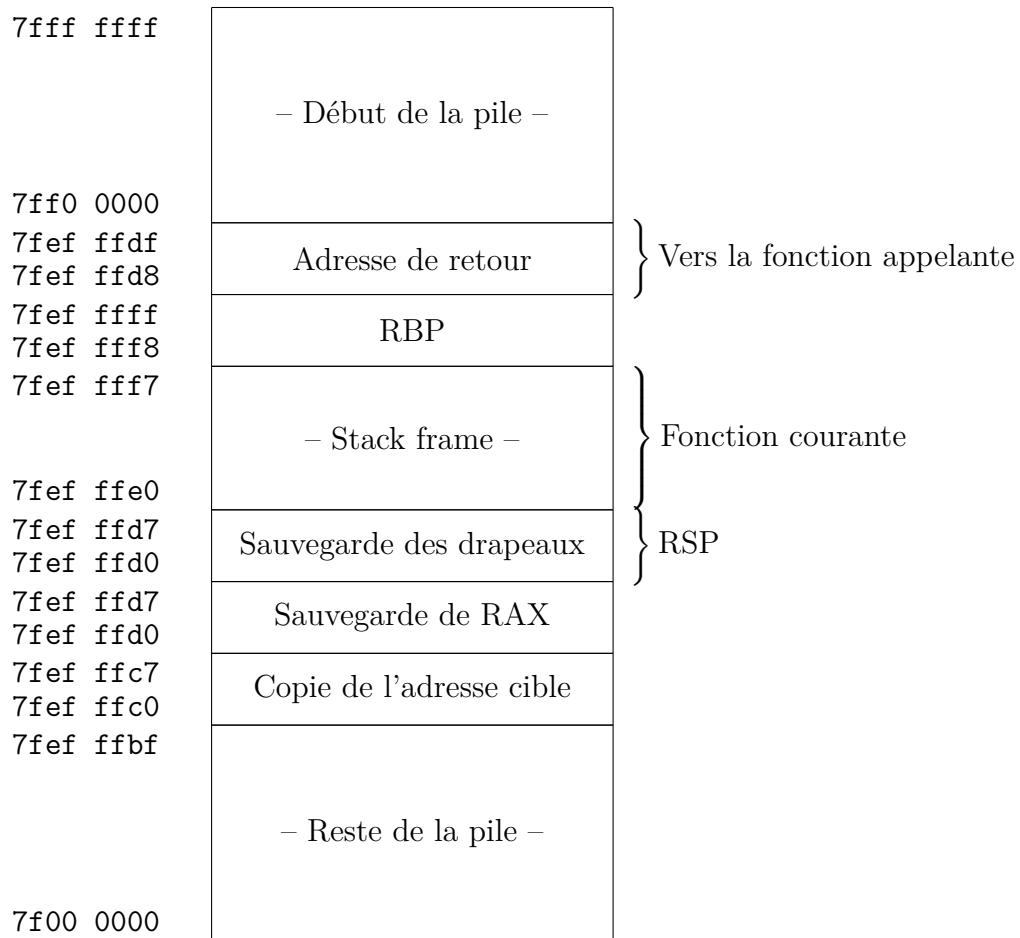 7fff ffff
– Début de la pile –
7ff0 0000
7fef ffdf
Adresse de retour
Vers la fonction appelante
7fef ffd8
7fef ffff
RBP
7fef fff8
7fef fff7
– Stack frame –
Fonction courante
7fef ffe0
7fef ffd7
Sauvegarde des drapeaux
RSP
7fef ffd0
7fef ffd7
Sauvegarde de RAX
7fef ffd0
7fef ffc7
Copie de l'adresse cible
7fef ffc0
7fef ffbf
– Reste de la pile –
7f00 0000